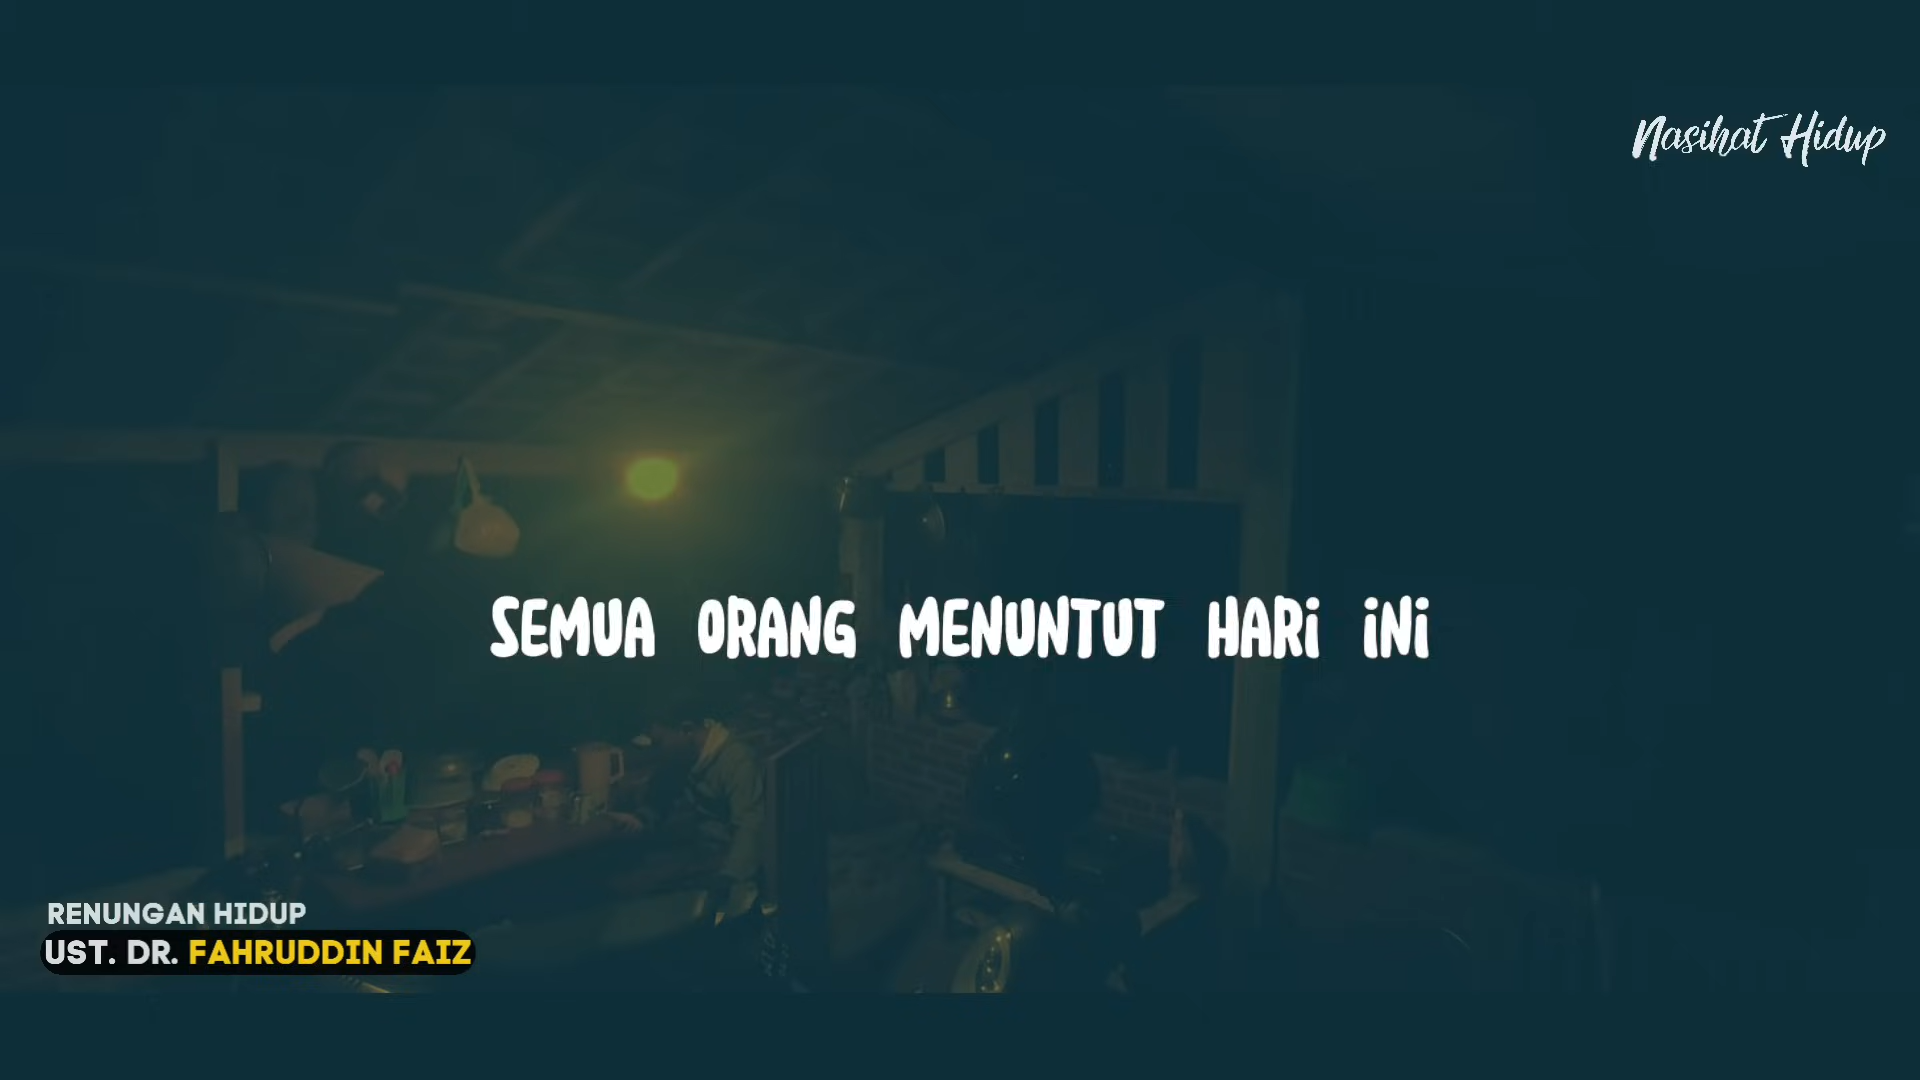 Nasihat Hidup
SEMUA ORANG MENUNTUT HARI INI
RENUNGAN HIDUP
UST. DR. FAHRUDDIN FAIZ